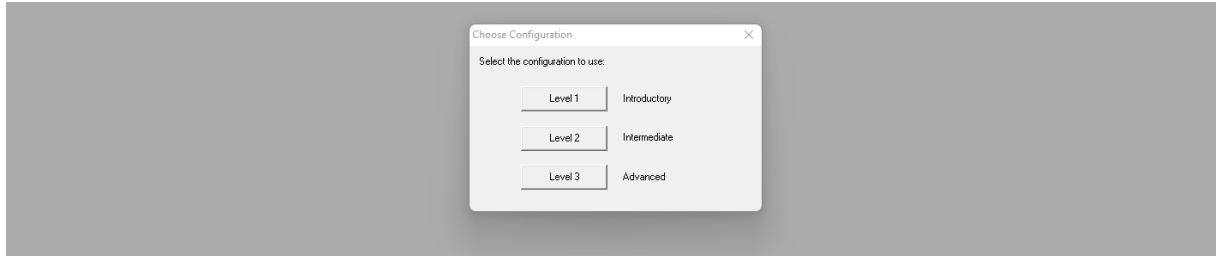 Choose Configuration
Select the configuration to use:
Level 1 Introductory
Level 2 Intermediate
Level 3 Advanced